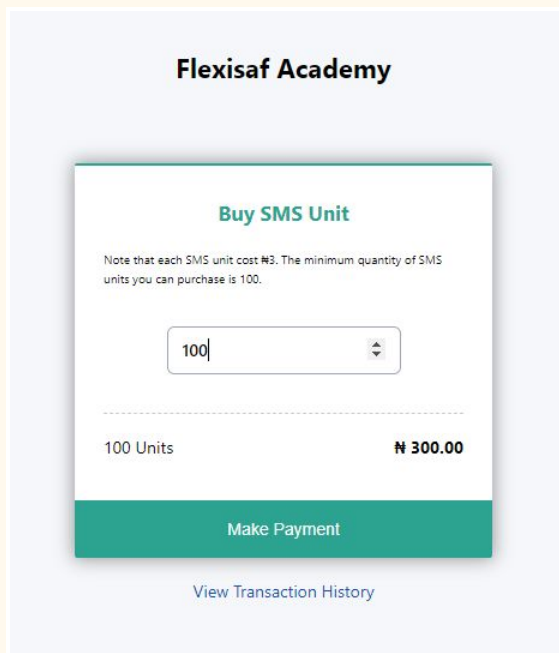 Flexisaf Academy
Buy SMS Unit
Note that each SMS unit cost ₦3. The minimum quantity of SMS
units you can purchase is 100.
100
100 Units ₦ 300.00
Make Payment
View Transaction History